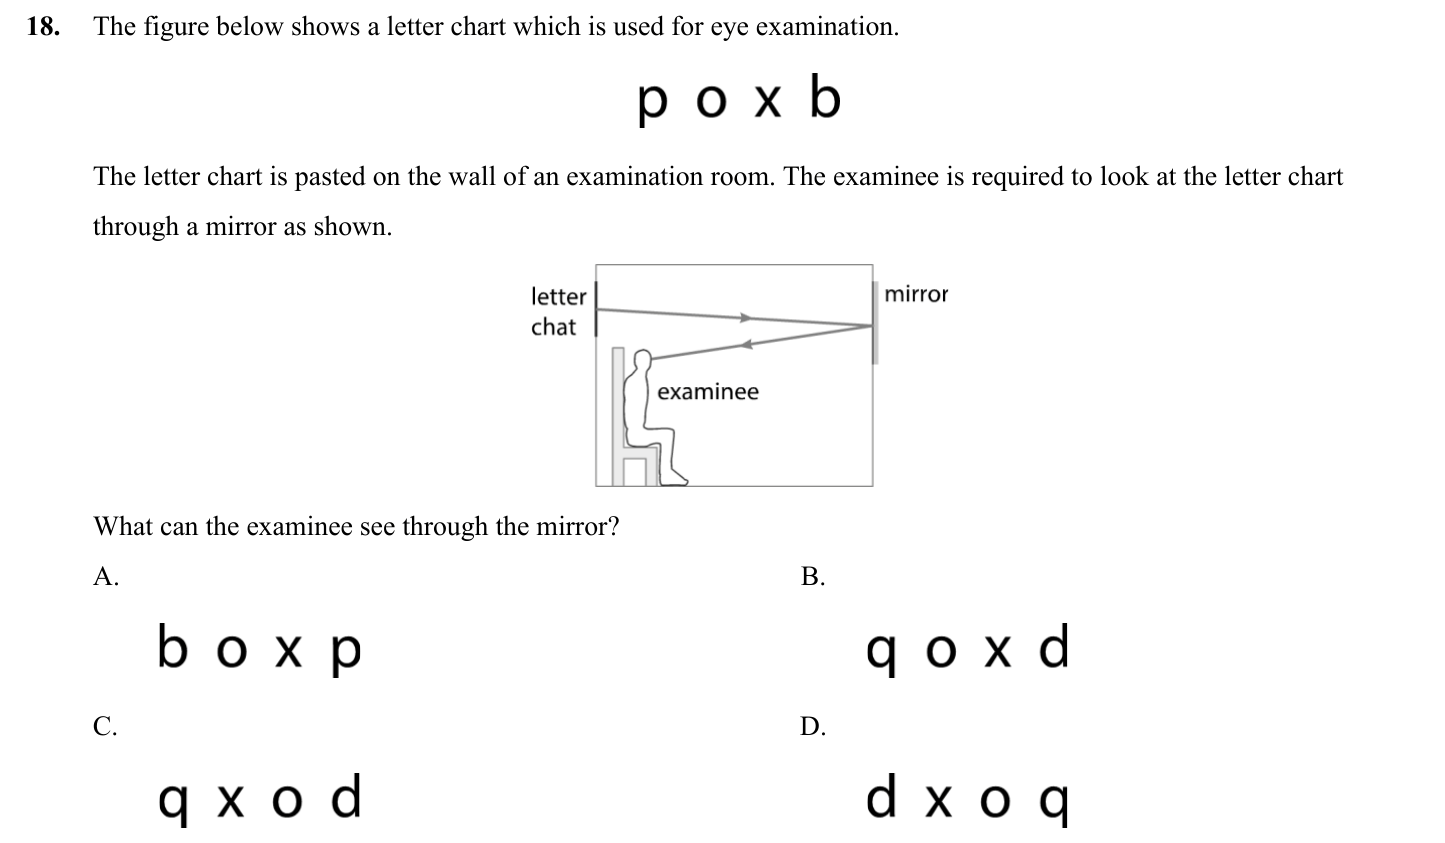 18. The figure below shows a letter chart which is used for eye examination.
p o x b
The letter chart is pasted on the wall of an examination room. The examinee is required to look at the letter chart
through a mirror as shown.
letter
chat
mirror
examinee
What can the examinee see through the mirror?
A.
b o x p
B.
q o x d
C.
q x o d
D.
d x o q